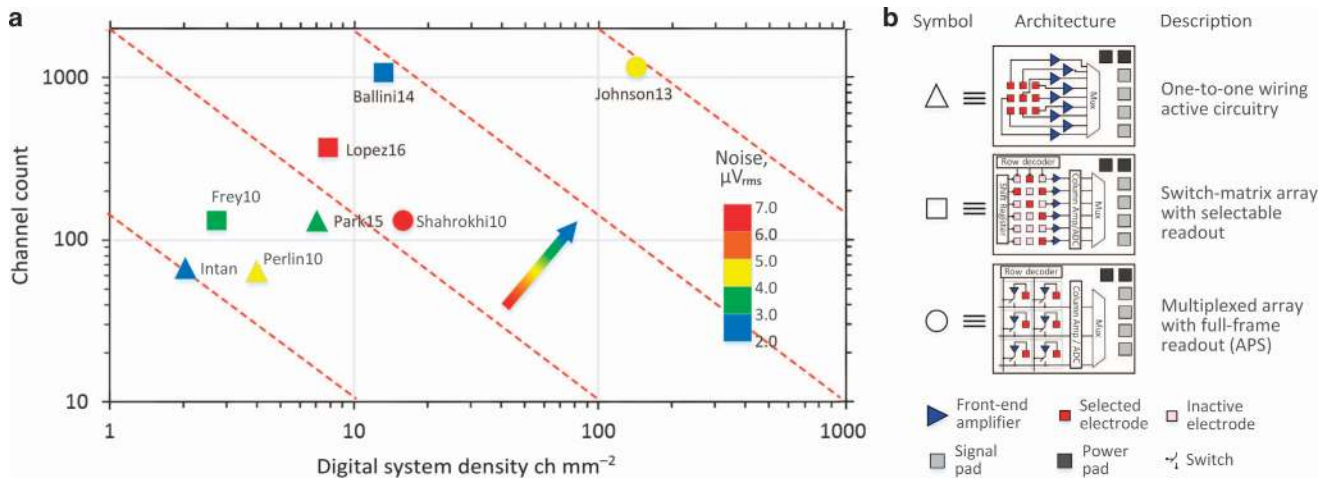 a
Channel count
1000
100
10
1
10
100
1000
Digital system density ch mm⁻²
Ballini14
Johnson13
Lopez16
Frey10
Park15
Shahrokhi10
Intan
Perlin10
Noise,
μVrms
7.0
6.0
5.0
4.0
3.0
2.0
b
Symbol
Architecture
Description
Mux
One-to-one wiring
active circuitry
Row decoder
Shift Register
Column Amp/ADC
Mux
Switch-matrix array
with selectable
readout
Row decoder
Column Amp / ADC
Mux
Multiplexed array
with full-frame
readout (APS)
Front-end
amplifier
Selected
electrode
Inactive
electrode
Signal
pad
Power
pad
Switch